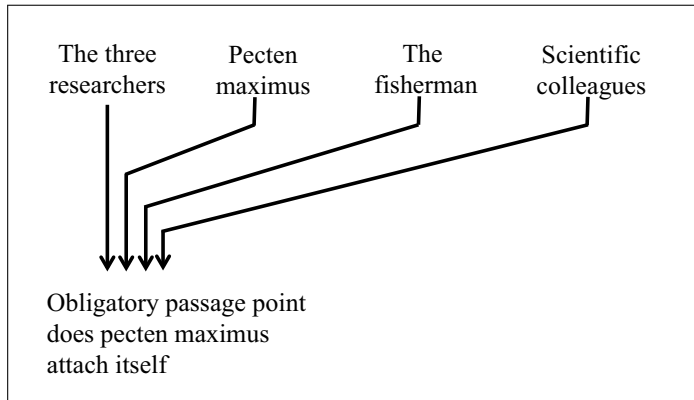 The three
researchers
Pecten
maximus
The
fisherman
Scientific
colleagues
Obligatory passage point
does pecten maximus
attach itself